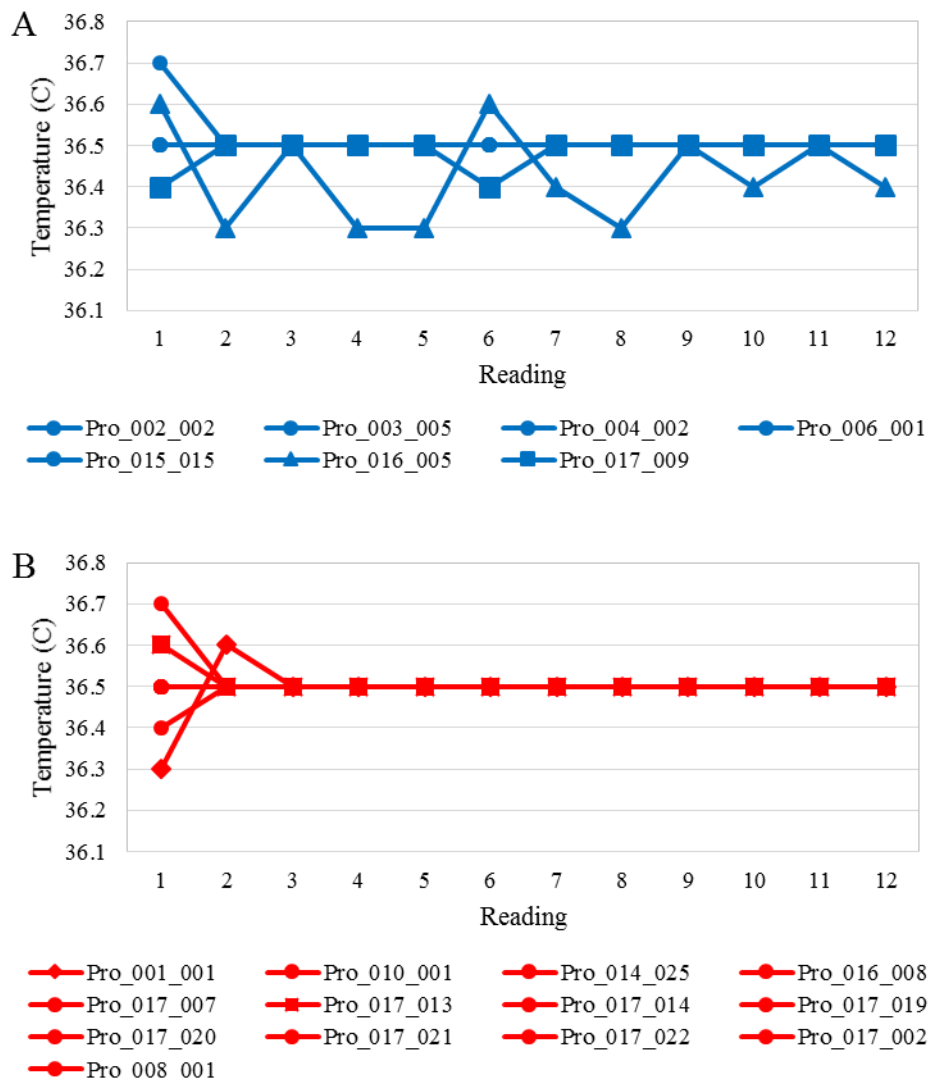 A
36.8
36.7
36.6
36.5
36.4
36.3
36.2
36.1
Temperature (C)
1 2 3 4 5 6 7 8 9 10 11 12
Reading
Pro_002_002 Pro_003_005 Pro_004_002 Pro_006_001
Pro_015_015 Pro_016_005 Pro_017_009
B
36.8
36.7
36.6
36.5
36.4
36.3
36.2
36.1
Temperature (C)
1 2 3 4 5 6 7 8 9 10 11 12
Reading
Pro_001_001 Pro_010_001 Pro_014_025 Pro_016_008
Pro_017_007 Pro_017_013 Pro_017_014 Pro_017_019
Pro_017_020 Pro_017_021 Pro_017_022 Pro_017_002
Pro_008_001